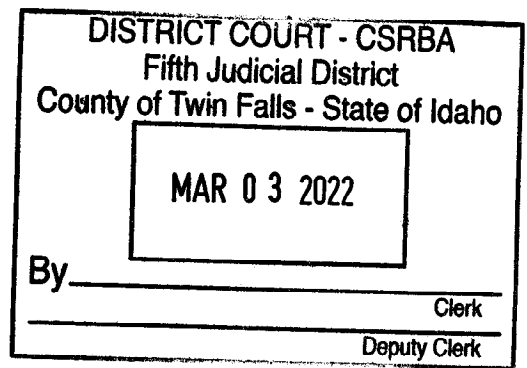 DISTRICT COURT - CSRBA
Fifth Judicial District
County of Twin Falls - State of Idaho
MAR 0 3 2022
By
Clerk
Deputy Clerk